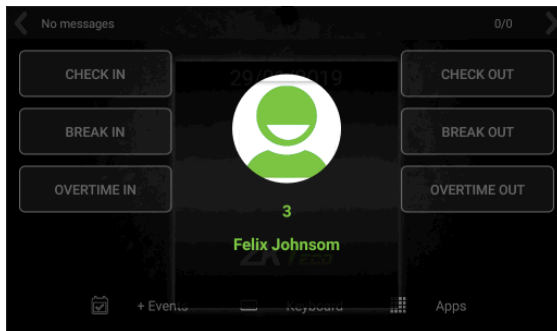 No messages
0/0
CHECK IN
CHECK OUT
BREAK IN
BREAK OUT
OVERTIME IN
OVERTIME OUT
3
Felix Johnsom
ZKTECO
+ Events
Keyboard
Apps